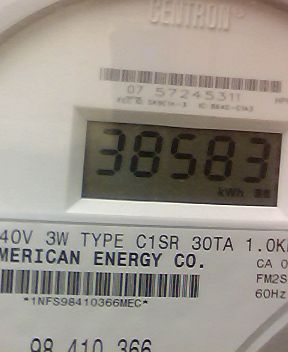 CENTRON®
07 57245311
38583
kWh
40V 3W TYPE C1SR 30TA 1.0K
MERICAN ENERGY CO. CA 0
FM2S
*1NFS98410366MEC* 60Hz
98 410 366